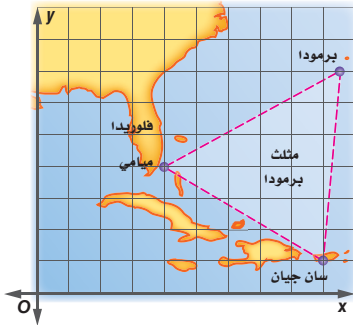 y
برمودا
فلوريدا
ميامي
مثلث
برمودا
سان جيان
O
x